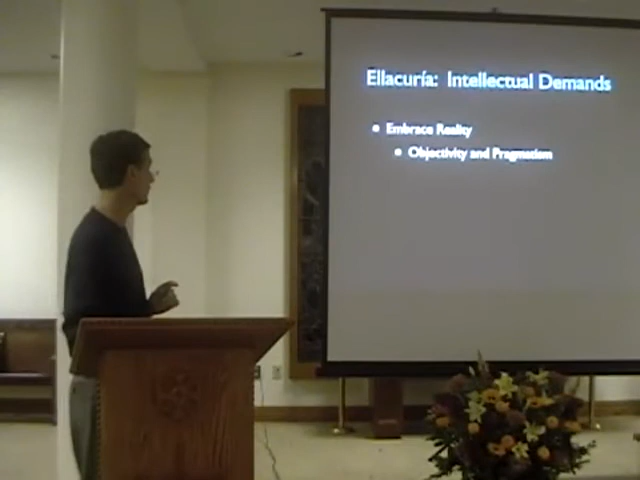 Ellacuría: Intellectual Demands
Embrace Reality
Objectivity and Pragmatism